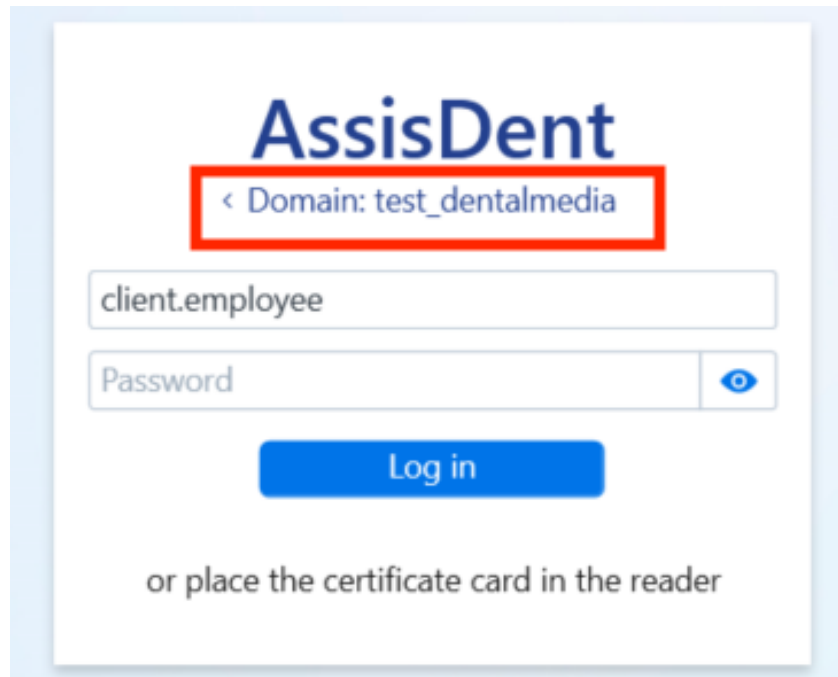 AssisDent
< Domain: test_dentalmedia
client.employee
Password
Log in
or place the certificate card in the reader